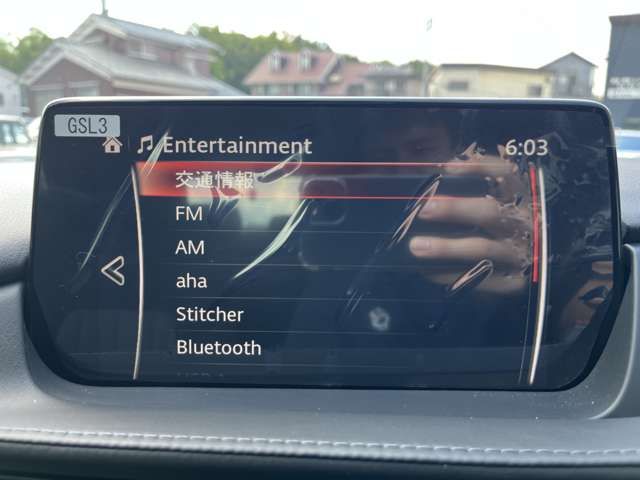 GSL3
Entertainment 6:03
交通情報
FM
AM
aha
Stitcher
Bluetooth